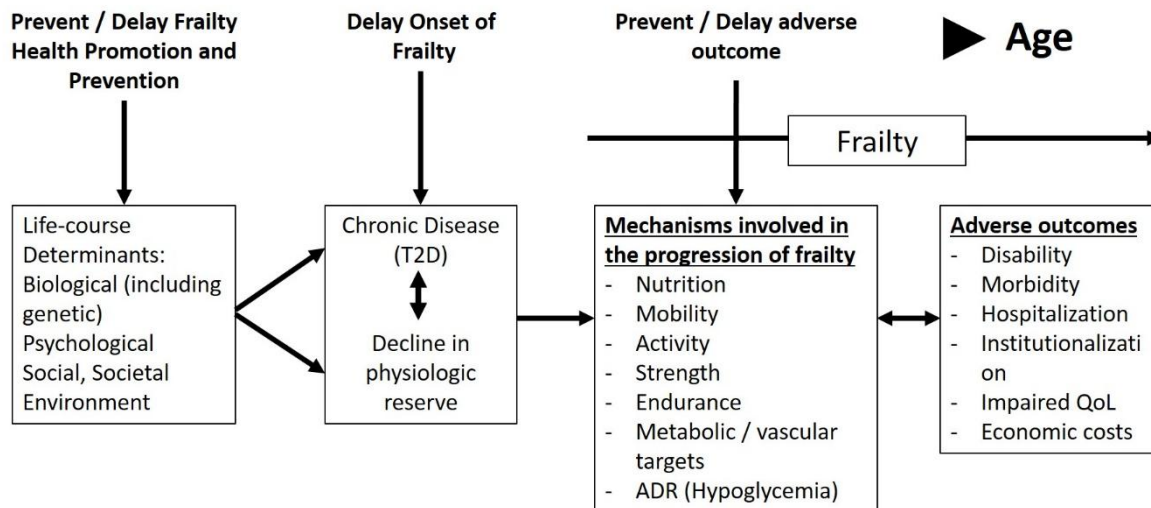 Prevent / Delay Frailty
Health Promotion and
Prevention
Delay Onset of
Frailty
Prevent / Delay adverse
outcome
Age
Frailty
Life-course
Determinants:
Biological (including
genetic)
Psychological
Social, Societal
Environment
Chronic Disease
(T2D)
Decline in
physiologic
reserve
Mechanisms involved in
the progression of frailty
- Nutrition
- Mobility
- Activity
- Strength
- Endurance
- Metabolic / vascular
targets
- ADR (Hypoglycemia)
Adverse outcomes
- Disability
- Morbidity
- Hospitalization
- Institutionalizati
on
- Impaired QoL
- Economic costs